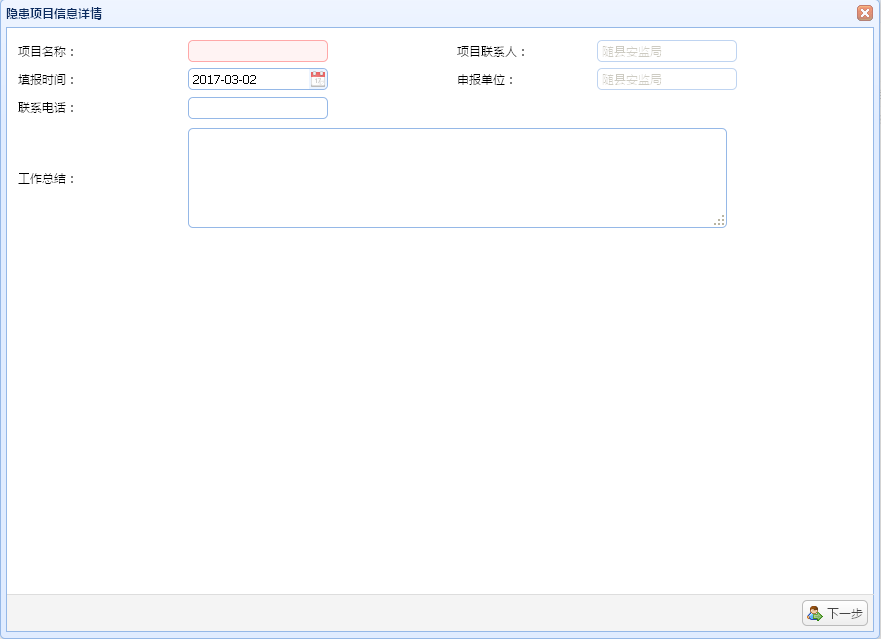 隐患项目信息详情
项目名称： 项目联系人： 随县安监局
填报时间： 2017-03-02 申报单位： 随县安监局
联系电话：
工作总结：
下一步